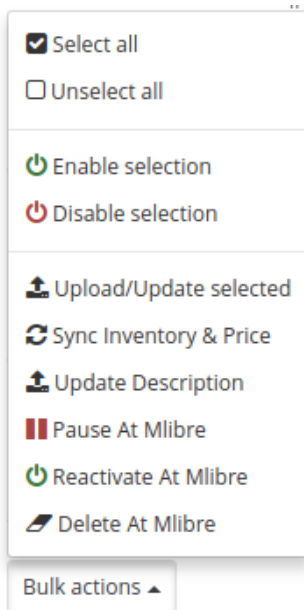 Select all
Unselect all
Enable selection
Disable selection
Upload/Update selected
Sync Inventory & Price
Update Description
Pause At Mlibre
Reactivate At Mlibre
Delete At Mlibre
Bulk actions